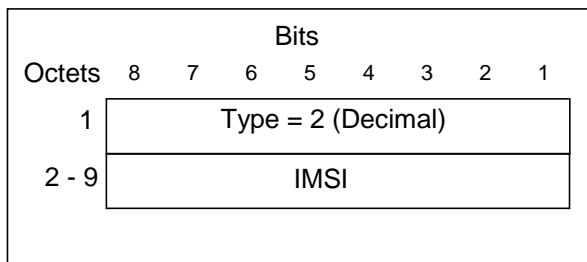 Bits
Octets 8 7 6 5 4 3 2 1
1 Type = 2 (Decimal)
2 - 9 IMSI